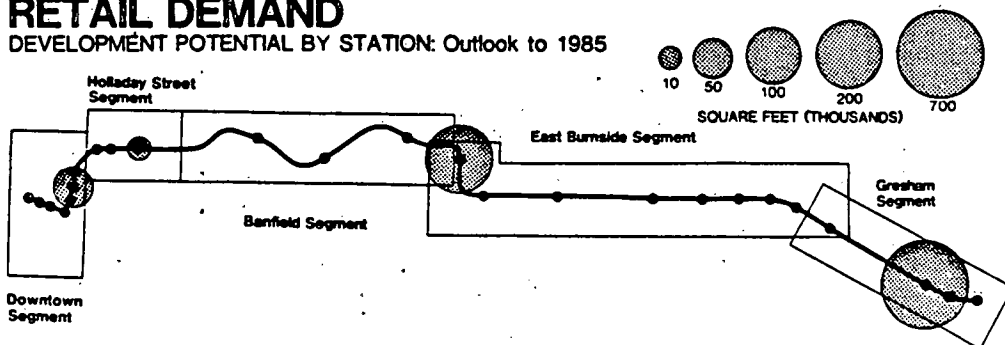 RETAIL DEMAND
DEVELOPMENT POTENTIAL BY STATION: Outlook to 1985
10
50
100
200
700
SQUARE FEET (THOUSANDS)
Holladay Street
Segment
East Burnside Segment
Gresham
Segment
Banfield Segment
Downtown
Segment